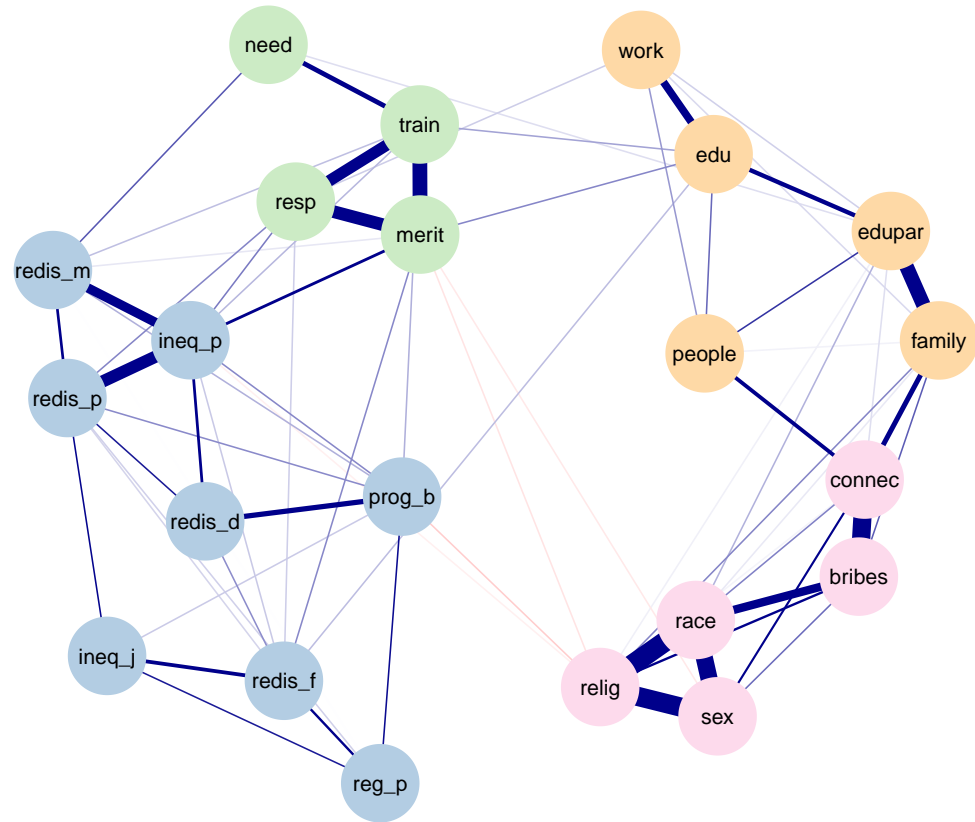 need
work
train
edu
resp
merit
edupar
redis_m
ineq_p
people
family
redis_p
connec
prog_b
redis_d
bribes
race
ineq_j
redis_f
relig
sex
reg_p